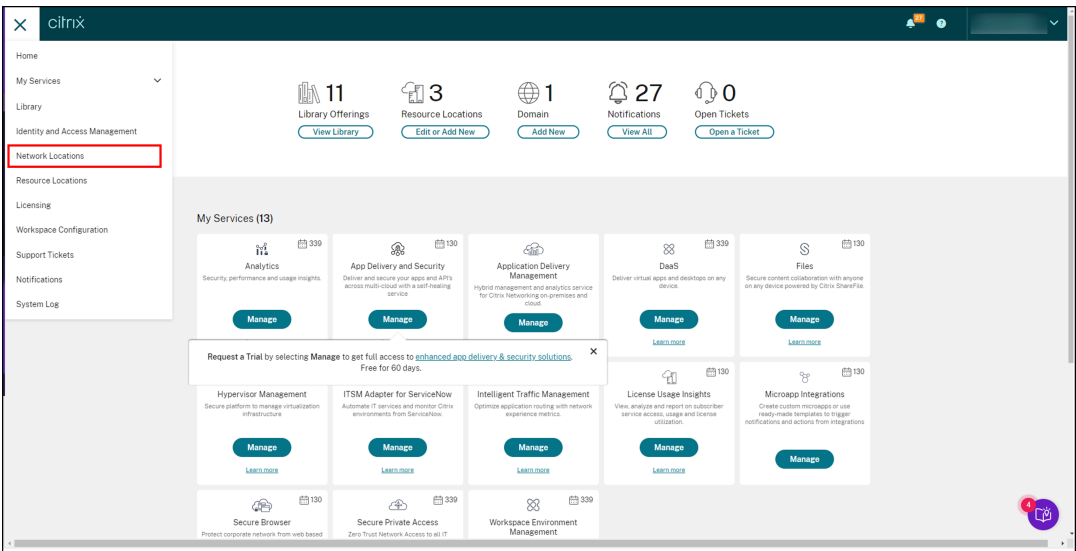 citrix
27
Home
My Services
Library
Identity and Access Management
Network Locations
Resource Locations
Licensing
Workspace Configuration
Support Tickets
Notifications
System Log
11
Library Offerings
View Library
3
Resource Locations
Edit or Add New
1
Domain
Add New
27
Notifications
View All
0
Open Tickets
Open a Ticket
My Services (13)
339
Analytics
Security, performance and usage insights.
Manage
130
App Delivery and Security
Deliver and secure your apps and API's
across multi-cloud with a self-healing
service
Manage
Application Delivery
Management
Hybrid management and analytics service
for Citrix Networking on-premises and
cloud.
Manage
339
DaaS
Deliver virtual apps and desktops on any
device.
Manage
Learn more
130
Files
Secure content collaboration with anyone
on any device powered by Citrix ShareFile.
Manage
Learn more
Request a Trial by selecting Manage to get full access to enhanced app delivery & security solutions.
Free for 60 days.
Hypervisor Management
Secure platform to manage virtualization
infrastructure
Manage
Learn more
ITSM Adapter for ServiceNow
Automate IT services and monitor Citrix
environments from ServiceNow.
Manage
Learn more
Intelligent Traffic Management
Optimize application routing with network
experience metrics.
Manage
130
License Usage Insights
View, analyze and report on subscriber
service access, usage and license
utilization
Manage
Learn more
130
Microapp Integrations
Create custom microapps or use
ready-made templates to trigger
notifications and actions from integrations
Manage
130
Secure Browser
Protect corporate network from web based
339
Secure Private Access
Zero Trust Network Access to all IT
339
Workspace Environment
Management
4